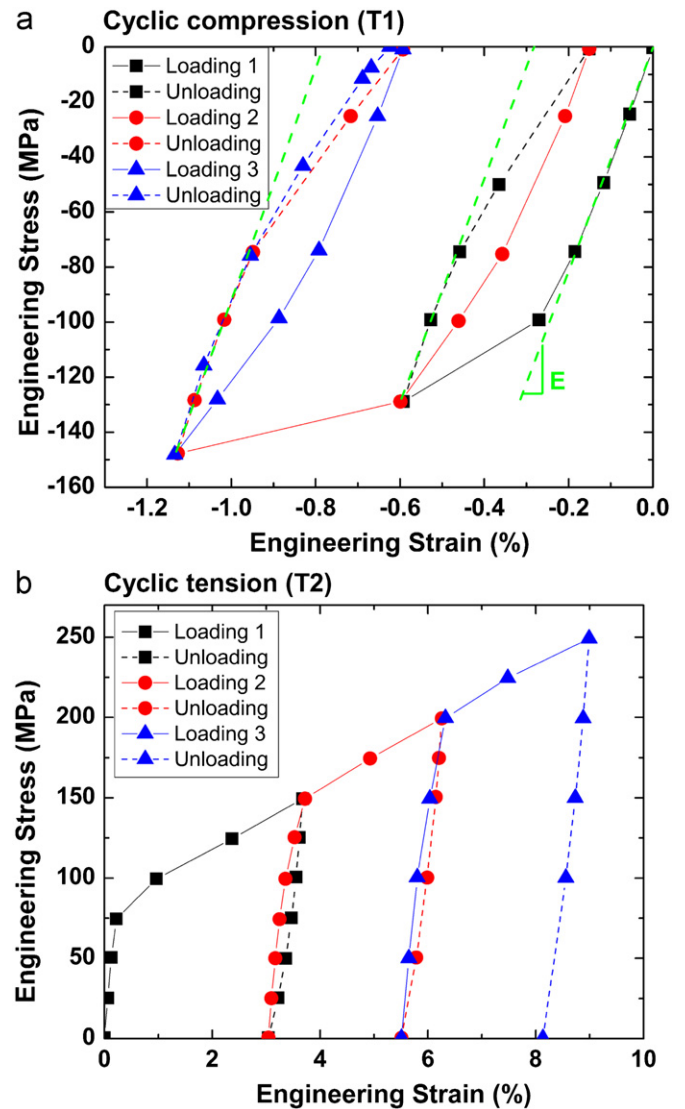 a Cyclic compression (T1)
0
-20
-40
-60
-80
-100
-120
-140
-160
Engineering Stress (MPa)
Loading 1
Unloading
Loading 2
Unloading
Loading 3
Unloading
E
-1.2 -1.0 -0.8 -0.6 -0.4 -0.2 0.0
Engineering Strain (%)
b Cyclic tension (T2)
250
200
150
100
50
0
Engineering Stress (MPa)
Loading 1
Unloading
Loading 2
Unloading
Loading 3
Unloading
0 2 4 6 8 10
Engineering Strain (%)